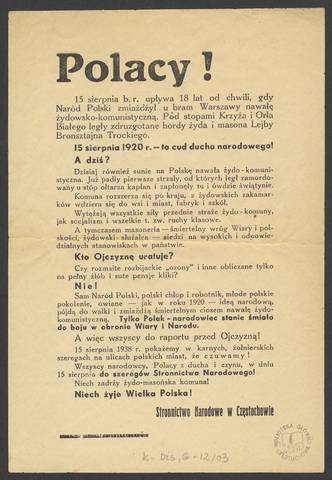 Polacy !
15 sierpnia b. r. upływa 18 lat od chwili, gdy
Naród Polski zmiażdżył u bram Warszawy nawałę
żydowsko-komunistyczną. Pód stopami Krzyża i Orła
Białego legły zdruzgotane hordy żyda i masona Lejby
Bronsztajna Trockiego.
15 sierpnia 1920 r. — to cud ducha narodowego!
A dziś?
Dzisiaj również sunie na Polskę nawała żydo-komuni-
styczna. Już padły pierwsze strzały, od których legł zamordo-
wany u stóp ołtarza kapłan i zapłonęły tu i ówdzie świątynie.
Komuna rozszerza się po kraju, z żydowskich zakamar-
ków wdziera się do wsi i miast, fabryk i szkół.
Wytężają wszystkie siły przednie straże żydo-komuny,
jak socjalizm i wszelkie t. zw. ruchy klasowe.
A tymczasem masoneria — śmiertelny wróg Wiary i pol-
skości, żydowski służalca — siedzi na wysokich i odpowie-
dzialnych stanowiskach w państwie.
Kto Ojczyznę uratuje?
Czy rozmaite rozbijackie „ozony" i inne obliczane tylko
na pełny żłób i sute pensje kliki?
Nie!
Sam Naród Polski, polski chłop i robotnik, młode polskie
pokolenie, owiane — jak w roku 1920 — ideą narodową,
pójdą do walki i zmiażdżą śmiertelnym ciosem nawałę żydo-
komunistyczną. Tylko Polak - narodowiec stanie śmiało
do boju w obronie Wiary i Narodu.
A więc wszyscy do raportu przed Ojczyzną!
15 sierpnia 1938 r. pokażemy w karnych, żołnierskich
szeregach na ulicach polskich miast, że czuwamy!
Wszyscy narodowcy, Polacy z ducha i czynu, w dniu
15 sierpnia do szeregów Stronnictwa Narodowego!
Niech zadrży żydo-masońska komuna!
Niech żyje Wielka Polska!
Stronnictwo Narodowe w Częstochowie
K-Dis,G-12/03